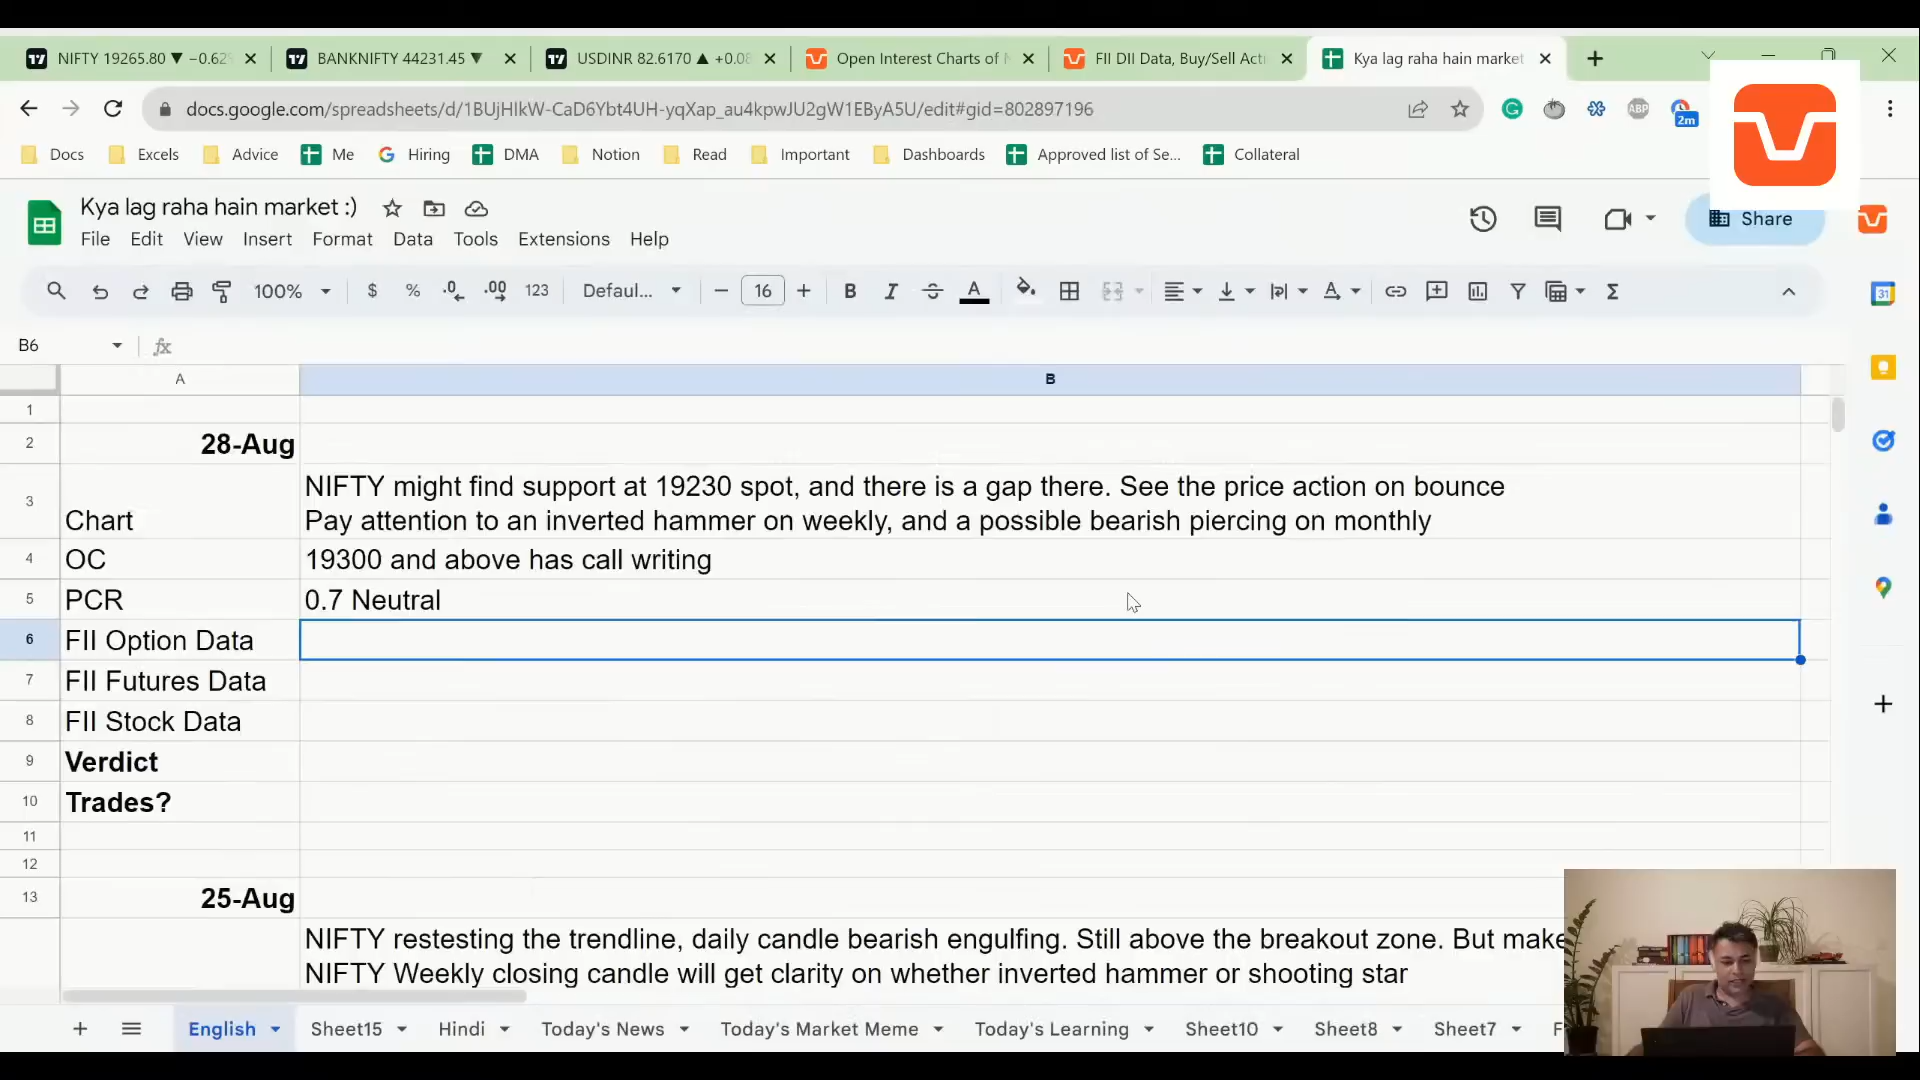 NIFTY 19265.80 ▼ −0.62%
BANKNIFTY 44231.45 ▼
USDINR 82.6170 ▲ +0.08
Open Interest Charts of N
FII DII Data, Buy/Sell Acti
Kya lag raha hain market
docs.google.com/spreadsheets/d/1BUjHIkW-CaD6Ybt4UH-yqXap_au4kpwJU2gW1EByA5U/edit#gid=802897196
ABP
2m
Docs
Excels
Advice
Me
Hiring
DMA
Notion
Read
Important
Dashboards
Approved list of Se...
Collateral
Kya lag raha hain market :)
File Edit View Insert Format Data Tools Extensions Help
Share
100% $ % .0 .00 123 Defaul... − 16 + B I A Σ
31
B6 fx
A B
1
2 28-Aug
3 Chart NIFTY might find support at 19230 spot, and there is a gap there. See the price action on bounce
Pay attention to an inverted hammer on weekly, and a possible bearish piercing on monthly
4 OC 19300 and above has call writing
5 PCR 0.7 Neutral
6 FII Option Data
7 FII Futures Data
8 FII Stock Data
9 Verdict
10 Trades?
11
12
13 25-Aug
NIFTY restesting the trendline, daily candle bearish engulfing. Still above the breakout zone. But make
NIFTY Weekly closing candle will get clarity on whether inverted hammer or shooting star
English Sheet15 Hindi Today's News Today's Market Meme Today's Learning Sheet10 Sheet8 Sheet7 F